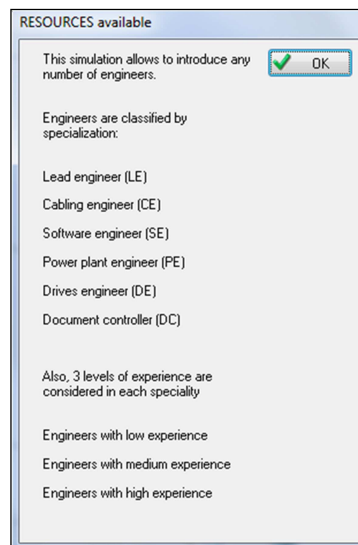 RESOURCES available
This simulation allows to introduce any
number of engineers.
OK
Engineers are classified by
specialization:
Lead engineer (LE)
Cabling engineer (CE)
Software engineer (SE)
Power plant engineer (PE)
Drives engineer (DE)
Document controller (DC)
Also, 3 levels of experience are
considered in each speciality
Engineers with low experience
Engineers with medium experience
Engineers with high experience